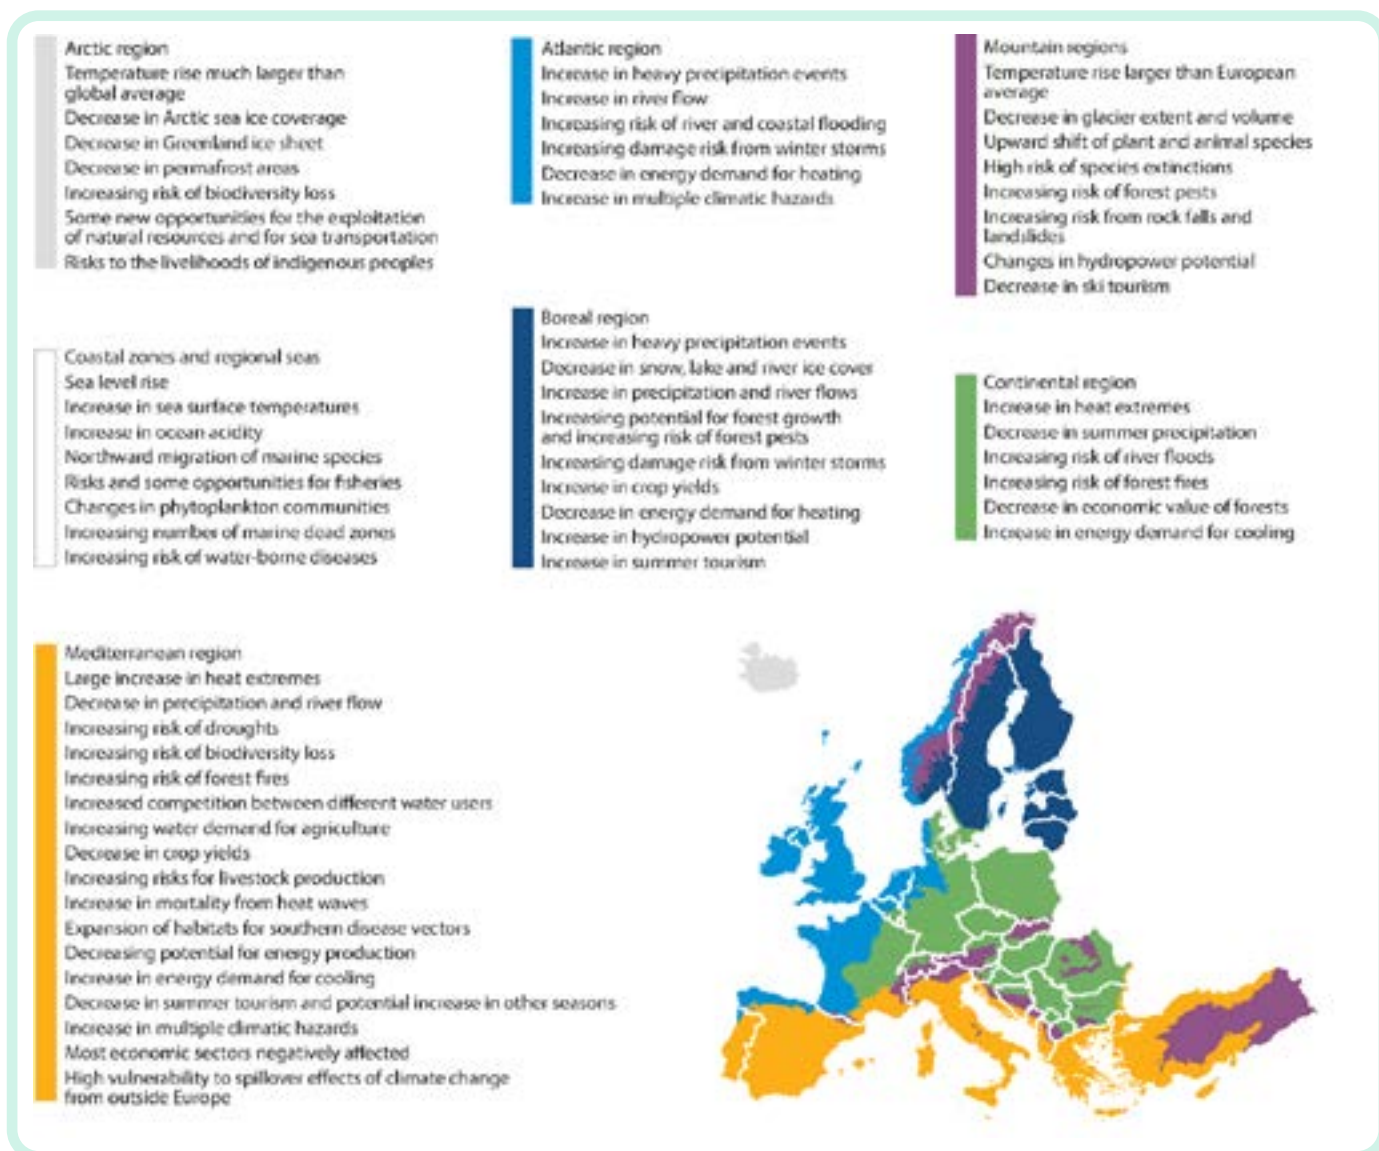 Arctic region
Temperature rise much larger than
global average
Decrease in Arctic sea ice coverage
Decrease in Greenland ice sheet
Decrease in permafrost areas
Increasing risk of biodiversity loss
Some new opportunities for the exploitation
of natural resources and for sea transportation
Risks to the livelihoods of indigenous peoples
Coastal zones and regional seas
Sea level rise
Increase in sea surface temperatures
Increase in ocean acidity
Northward migration of marine species
Risks and some opportunities for fisheries
Changes in phytoplankton communities
Increasing number of marine dead zones
Increasing risk of water-borne diseases
Atlantic region
Increase in heavy precipitation events
Increase in river flow
Increasing risk of river and coastal flooding
Increasing damage risk from winter storms
Decrease in energy demand for heating
Increase in multiple climatic hazards
Boreal region
Increase in heavy precipitation events
Decrease in snow, lake and river ice cover
Increase in precipitation and river flows
Increasing potential for forest growth
and increasing risk of forest pests
Increasing damage risk from winter storms
Increase in crop yields
Decrease in energy demand for heating
Increase in hydropower potential
Increase in summer tourism
Mountain regions
Temperature rise larger than European
average
Decrease in glacier extent and volume
Upward shift of plant and animal species
High risk of species extinctions
Increasing risk of forest pests
Increasing risk from rock falls and
landslides
Changes in hydropower potential
Decrease in ski tourism
Continental region
Increase in heat extremes
Decrease in summer precipitation
Increasing risk of river floods
Increasing risk of forest fires
Decrease in economic value of forests
Increase in energy demand for cooling
Mediterranean region
Large increase in heat extremes
Decrease in precipitation and river flow
Increasing risk of droughts
Increasing risk of biodiversity loss
Increasing risk of forest fires
Increased competition between different water users
Increasing water demand for agriculture
Decrease in crop yields
Increasing risks for livestock production
Increase in mortality from heat waves
Expansion of habitats for southern disease vectors
Decreasing potential for energy production
Increase in energy demand for cooling
Decrease in summer tourism and potential increase in other seasons
Increase in multiple climatic hazards
Most economic sectors negatively affected
High vulnerability to spillover effects of climate change
from outside Europe